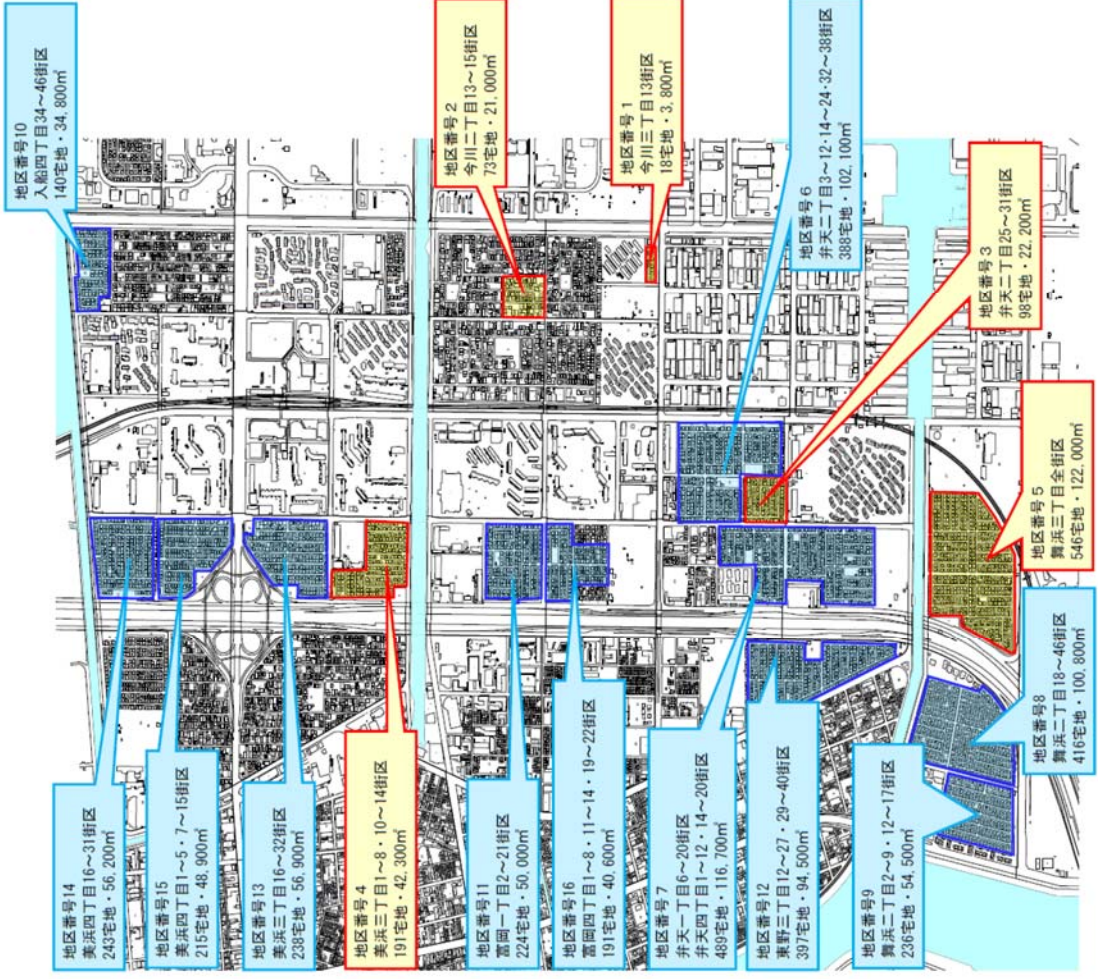 地区番号10
入船四丁目34～46街区
140宅地・34,800㎡
地区番号2
今川二丁目13～15街区
73宅地・21,000㎡
地区番号1
今川三丁目13街区
18宅地・3,800㎡
地区番号6
弁天二丁目3～12・14～24・32～38街区
388宅地・102,100㎡
地区番号3
弁天二丁目25～31街区
98宅地・22,200㎡
地区番号5
舞浜三丁目全街区
546宅地・122,000㎡
地区番号14
美浜四丁目16～31街区
243宅地・56,200㎡
地区番号15
美浜四丁目1～5・7～15街区
215宅地・48,900㎡
地区番号13
美浜三丁目16～32街区
238宅地・56,900㎡
地区番号4
美浜三丁目1～8・10～14街区
191宅地・42,300㎡
地区番号11
富岡一丁目2～21街区
224宅地・50,000㎡
地区番号16
富岡四丁目1～8・11～14・19～22街区
191宅地・40,600㎡
地区番号7
弁天一丁目6～20街区
弁天四丁目1～12・14～20街区
489宅地・116,700㎡
地区番号12
東野三丁目12～27・29～40街区
397宅地・94,500㎡
地区番号9
舞浜二丁目2～9・12～17街区
236宅地・54,500㎡
地区番号8
舞浜二丁目18～46街区
416宅地・100,800㎡